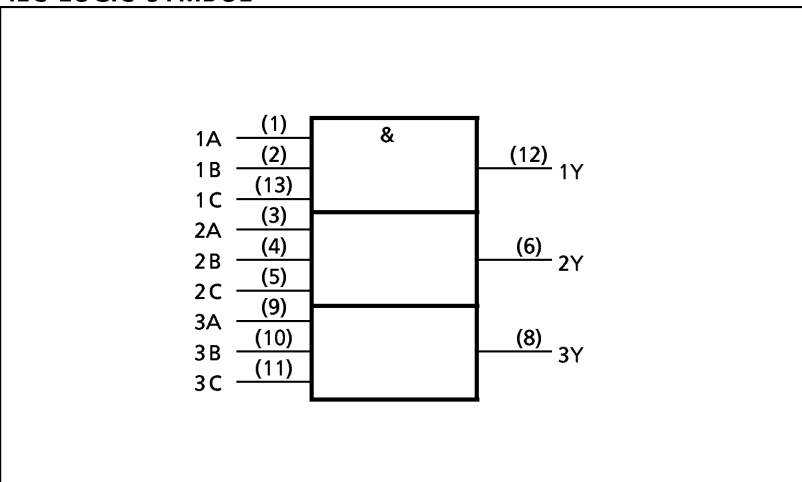 IEC LOGIC SYMBOL
&
1A (1)
1B (2) (12) 1Y
1C (13)
2A (3)
2B (4) (6) 2Y
2C (5)
3A (9)
3B (10) (8) 3Y
3C (11)